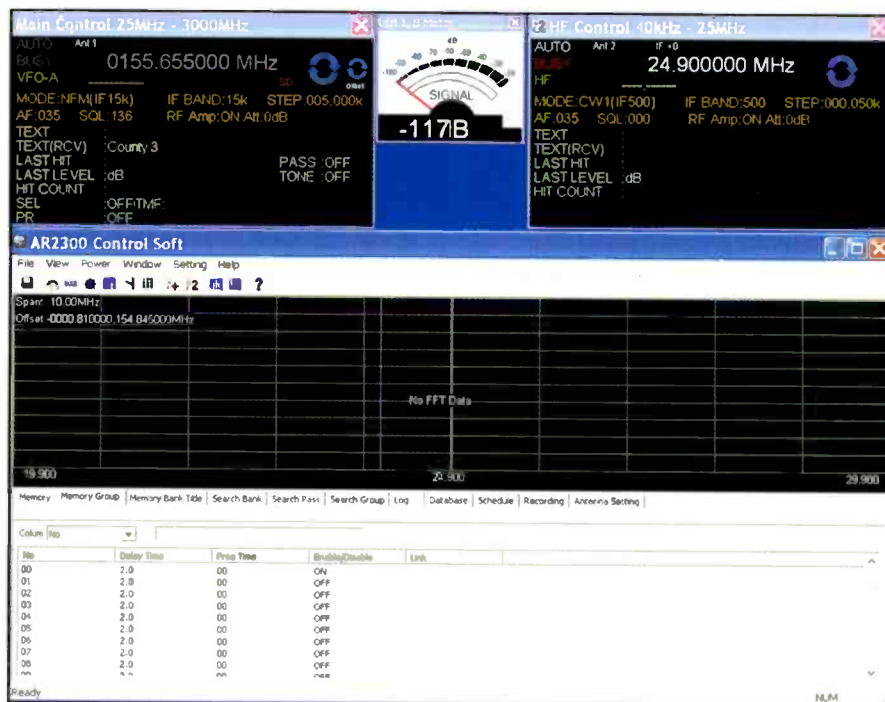 Main Control 25MHz - 3000MHz
AUTO Ant 1
BUSY 0155.655000 MHz
VFO-A
SD
Offset
MODE:NFM(IF15k) IF BAND:15k STEP:005.000k
AF:035 SQL:136 RF Amp:ON Att:0dB
TEXT :
TEXT(RCV) :County 3
LAST HIT : PASS :OFF
LAST LEVEL :dB TONE :OFF
HIT COUNT :
SEL :OFF:TMF:
PR :OFF
SIGNAL
-117dB
HF Control 40kHz - 25MHz
AUTO Ant 2 IF +0
BUSY 24.900000 MHz
HF
MODE:CW1(IF500) IF BAND:500 STEP:000.050k
AF:035 SQL:000 RF Amp:ON Att:0dB
TEXT :
TEXT(RCV) :
LAST HIT :
LAST LEVEL :dB
HIT COUNT :
AR2300 Control Soft
File View Power Window Setting Help
Span: 10.00MHz
Offset -0000.810000,154.845000MHz
No FFT Data
19.900 24.900 29.900
Memory Memory Group Memory Bank Title Search Bank Search Pass Search Group Log Database Schedule Recording Antenna Setting
Colum No
No Delay Time Free Time Enable/Disable Link
00 2.0 00 ON
01 2.0 00 OFF
02 2.0 00 OFF
03 2.0 00 OFF
04 2.0 00 OFF
05 2.0 00 OFF
06 2.0 00 OFF
07 2.0 00 OFF
08 2.0 00 OFF
Ready NUM